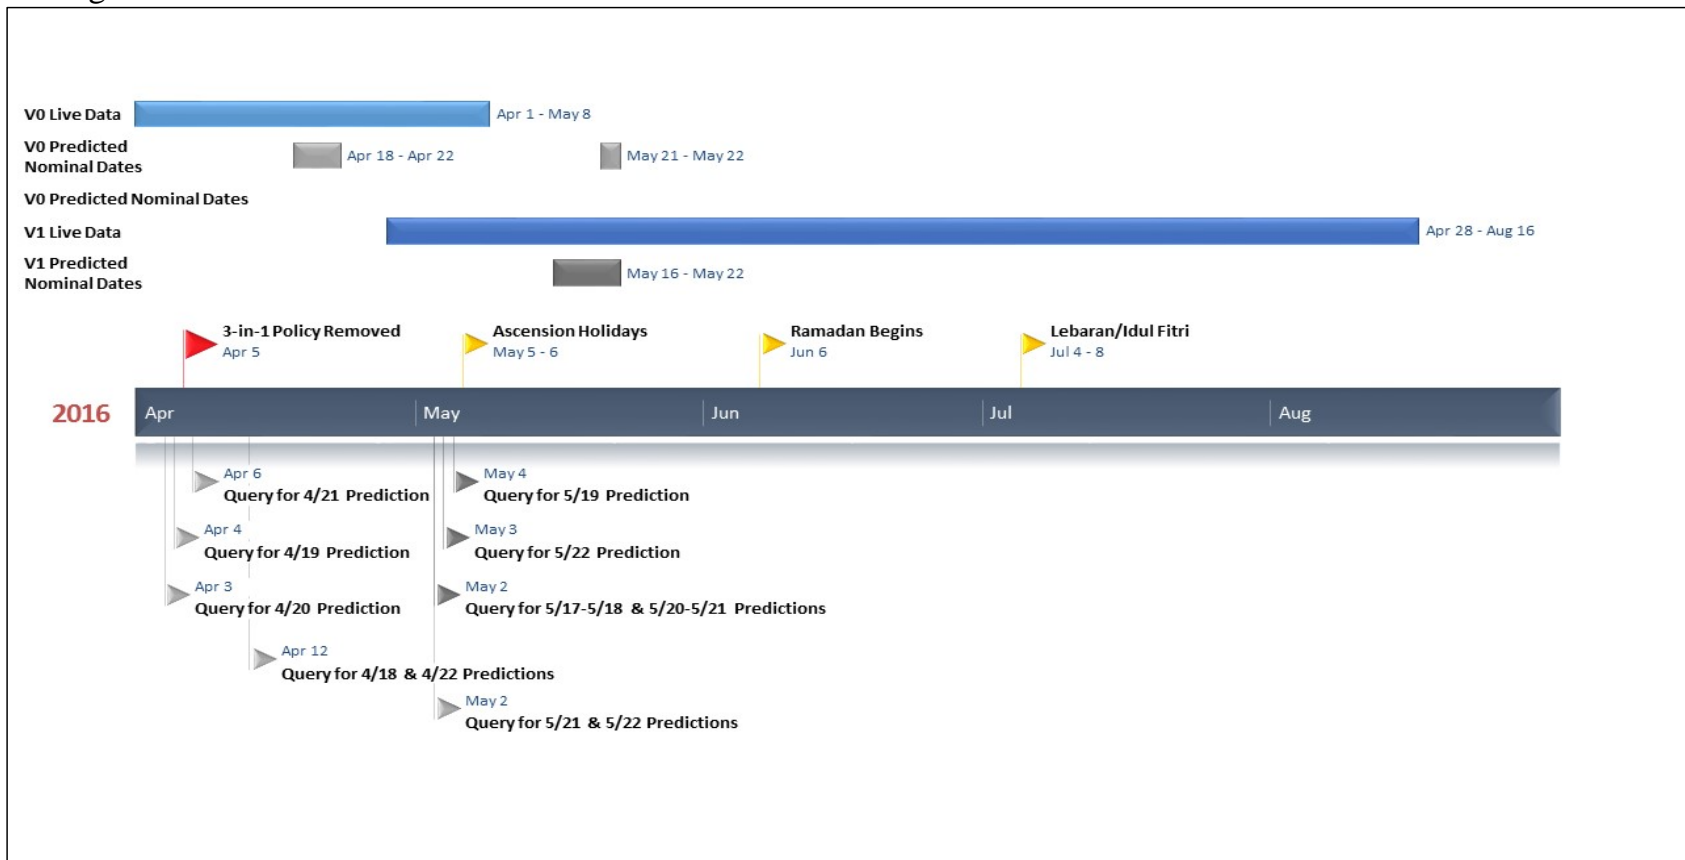 V0 Live Data
Apr 1 - May 8
V0 Predicted
Nominal Dates
Apr 18 - Apr 22
May 21 - May 22
V0 Predicted Nominal Dates
V1 Live Data
Apr 28 - Aug 16
V1 Predicted
Nominal Dates
May 16 - May 22
3-in-1 Policy Removed
Apr 5
Ascension Holidays
May 5 - 6
Ramadan Begins
Jun 6
Lebaran/Idul Fitri
Jul 4 - 8
2016
Apr
May
Jun
Jul
Aug
Apr 6
Query for 4/21 Prediction
May 4
Query for 5/19 Prediction
Apr 4
Query for 4/19 Prediction
May 3
Query for 5/22 Prediction
Apr 3
Query for 4/20 Prediction
May 2
Query for 5/17-5/18 & 5/20-5/21 Predictions
Apr 12
Query for 4/18 & 4/22 Predictions
May 2
Query for 5/21 & 5/22 Predictions